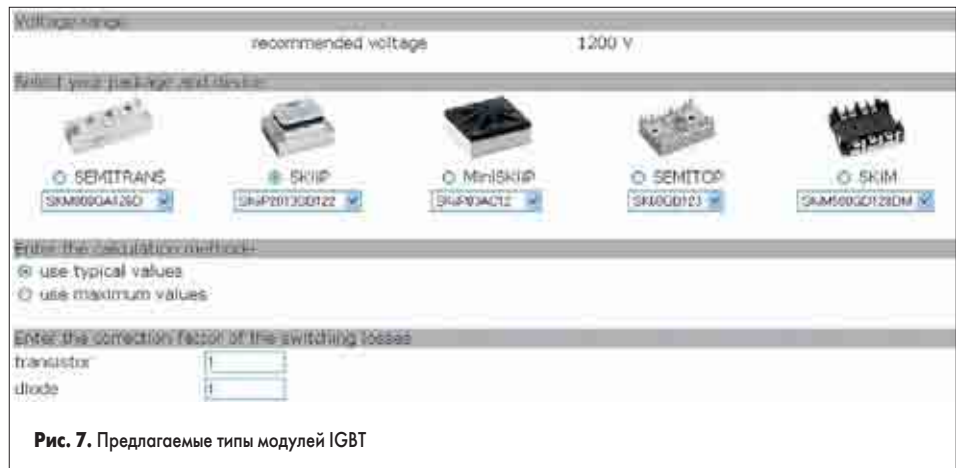 Voltage range
recommended voltage 1200 V
Select your package and device
SEMITRANS SKiiP MiniSKiiP SEMITOP SKiM
SKiiP2013GD122
Enter the calculation method
use typical values
use maximum values
Enter the correction factor of the switching losses
transistor 1
diode 1
Рис. 7. Предлагаемые типы модулей IGBT